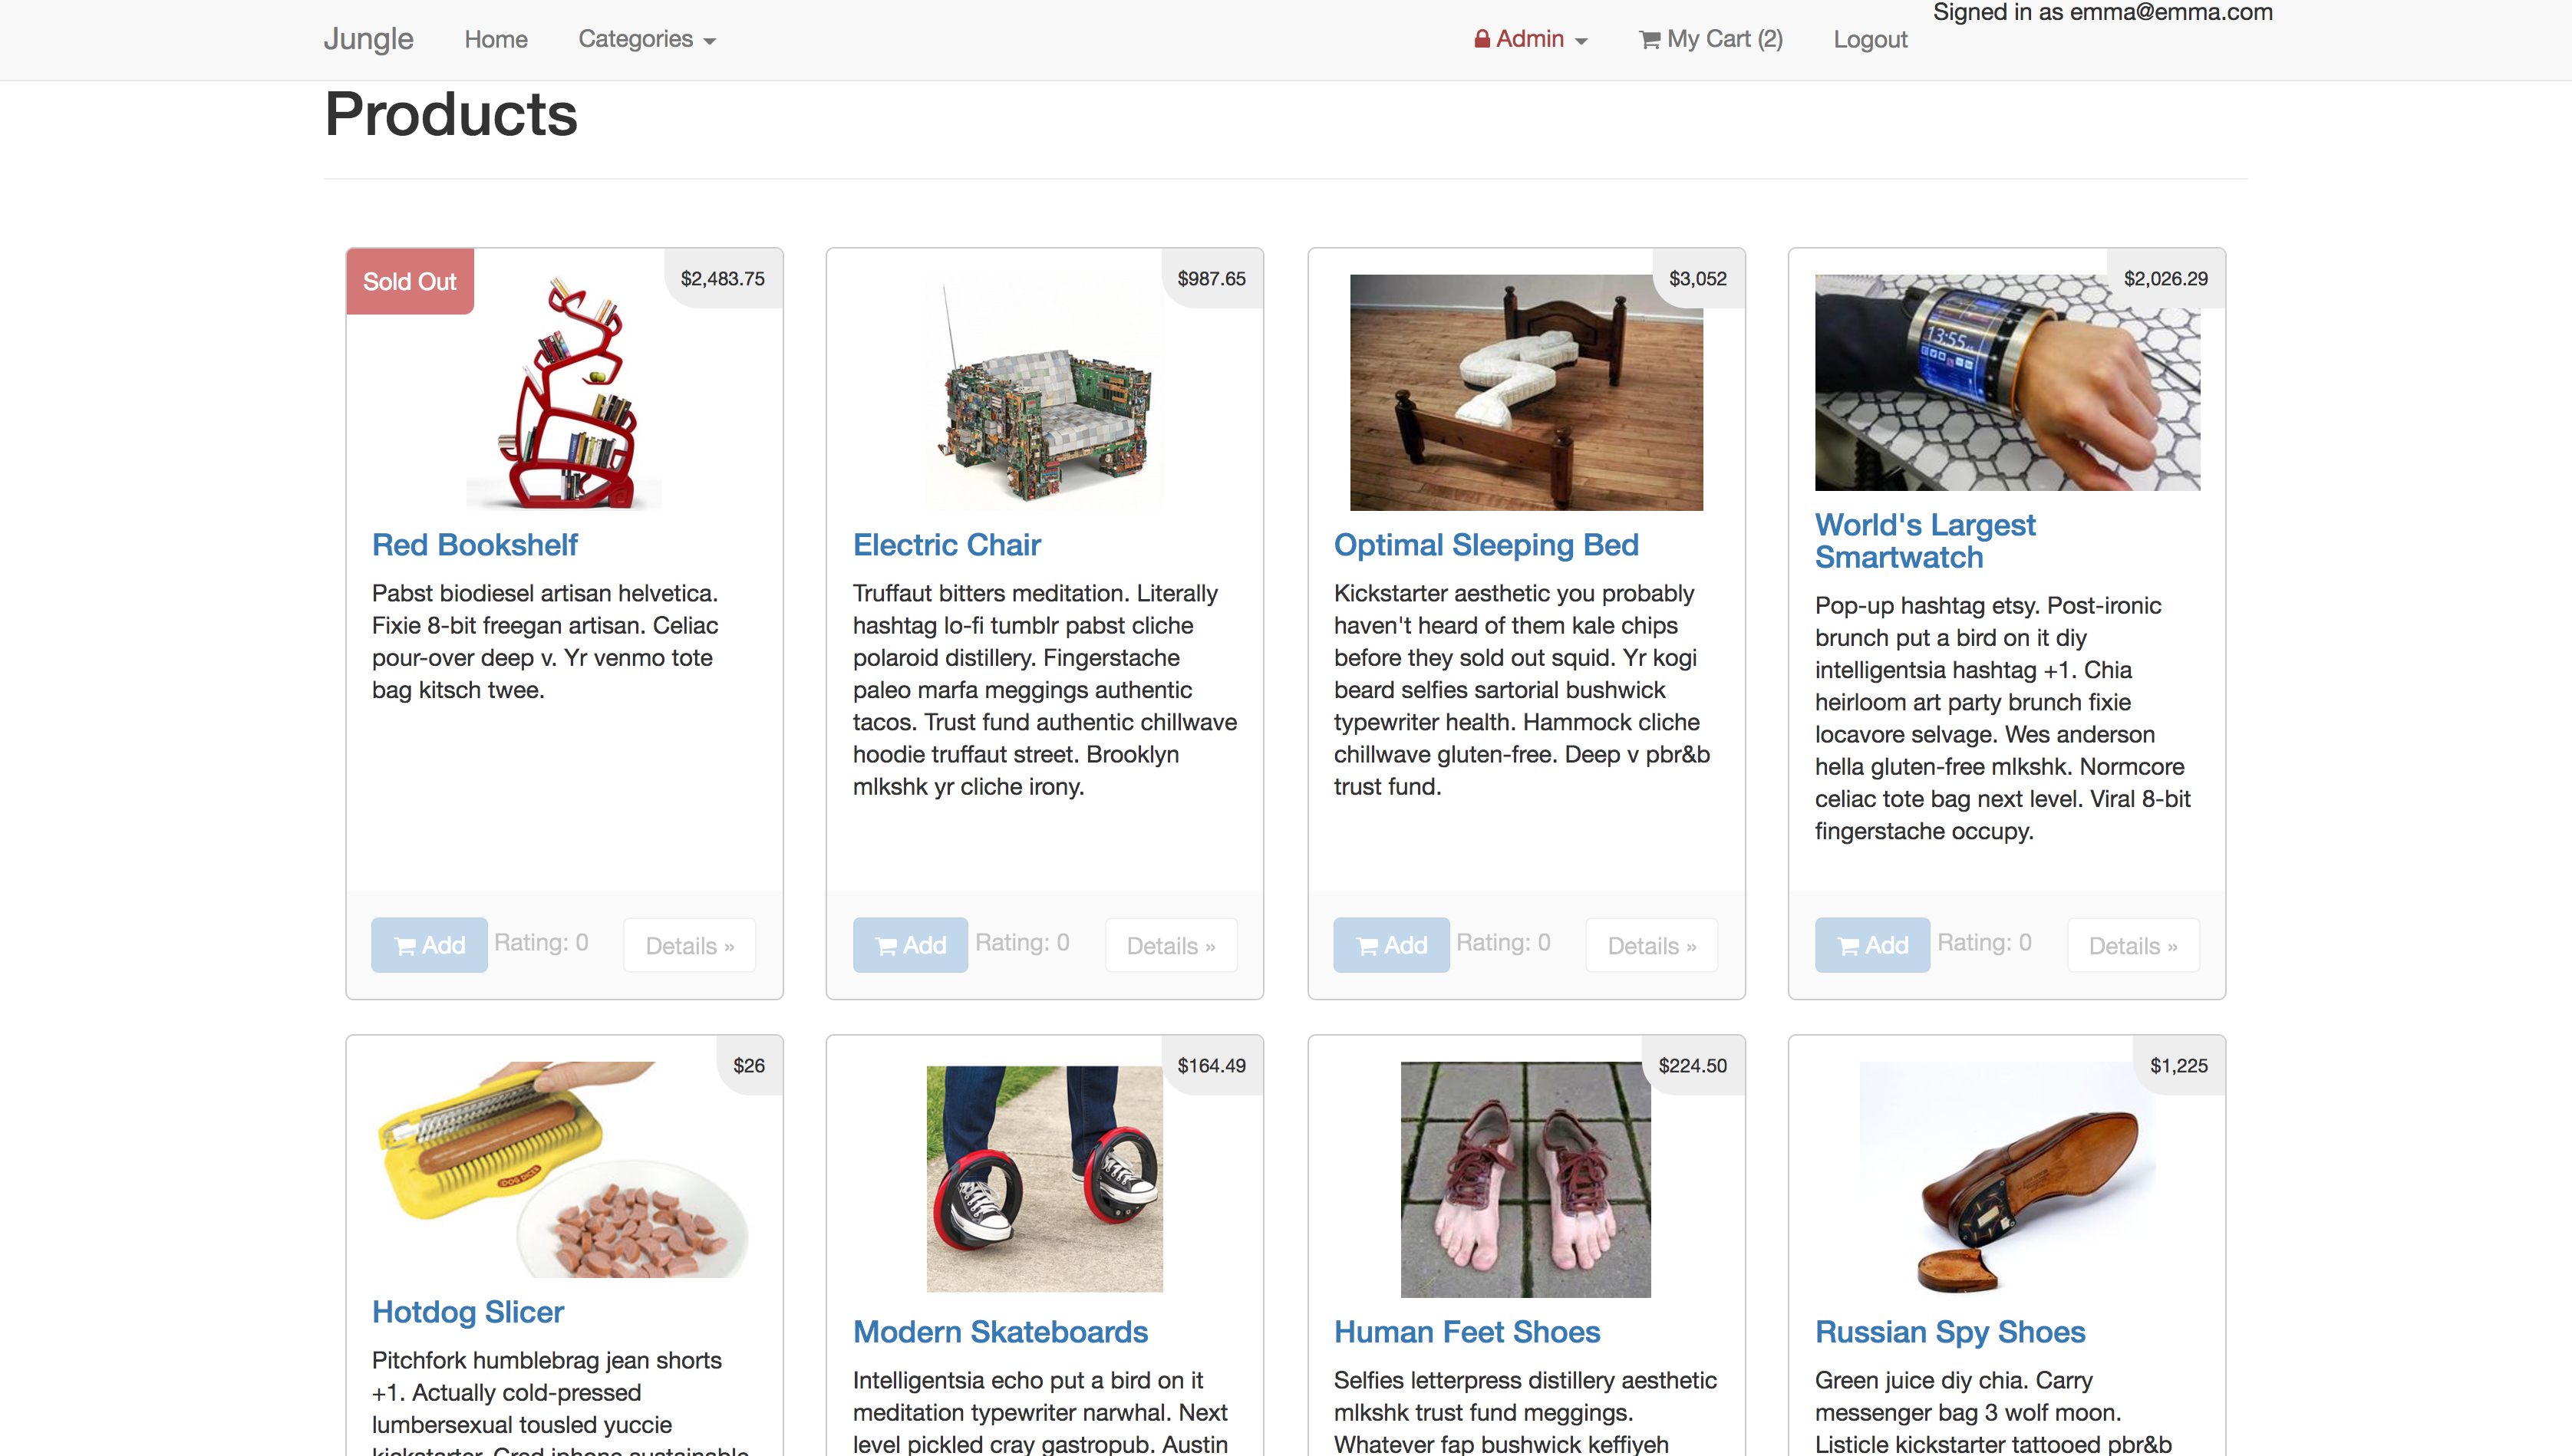 Signed in as emma@emma.com
Jungle Home Categories Admin My Cart (2) Logout
Products
Sold Out
$2,483.75
Red Bookshelf
Pabst biodiesel artisan helvetica.
Fixie 8-bit freegan artisan. Celiac
pour-over deep v. Yr venmo tote
bag kitsch twee.
Add Rating: 0 Details »
$987.65
Electric Chair
Truffaut bitters meditation. Literally
hashtag lo-fi tumblr pabst cliche
polaroid distillery. Fingerstache
paleo marfa meggings authentic
tacos. Trust fund authentic chillwave
hoodie truffaut street. Brooklyn
mlkshk yr cliche irony.
Add Rating: 0 Details »
$3,052
Optimal Sleeping Bed
Kickstarter aesthetic you probably
haven't heard of them kale chips
before they sold out squid. Yr kogi
beard selfies sartorial bushwick
typewriter health. Hammock cliche
chillwave gluten-free. Deep v pbr&b
trust fund.
Add Rating: 0 Details »
$2,026.29
13:55
World's Largest
Smartwatch
Pop-up hashtag etsy. Post-ironic
brunch put a bird on it diy
intelligentsia hashtag +1. Chia
heirloom art party brunch fixie
locavore selvage. Wes anderson
hella gluten-free mlkshk. Normcore
celiac tote bag next level. Viral 8-bit
fingerstache occupy.
Add Rating: 0 Details »
$26
Hotdog Slicer
Pitchfork humblebrag jean shorts
+1. Actually cold-pressed
lumbersexual tousled yuccie
kickstarter. Cred iphone sustainable
$164.49
Modern Skateboards
Intelligentsia echo put a bird on it
meditation typewriter narwhal. Next
level pickled cray gastropub. Austin
$224.50
Human Feet Shoes
Selfies letterpress distillery aesthetic
mlkshk trust fund meggings.
Whatever fap bushwick keffiyeh
$1,225
Russian Spy Shoes
Green juice diy chia. Carry
messenger bag 3 wolf moon.
Listicle kickstarter tattooed pbr&b